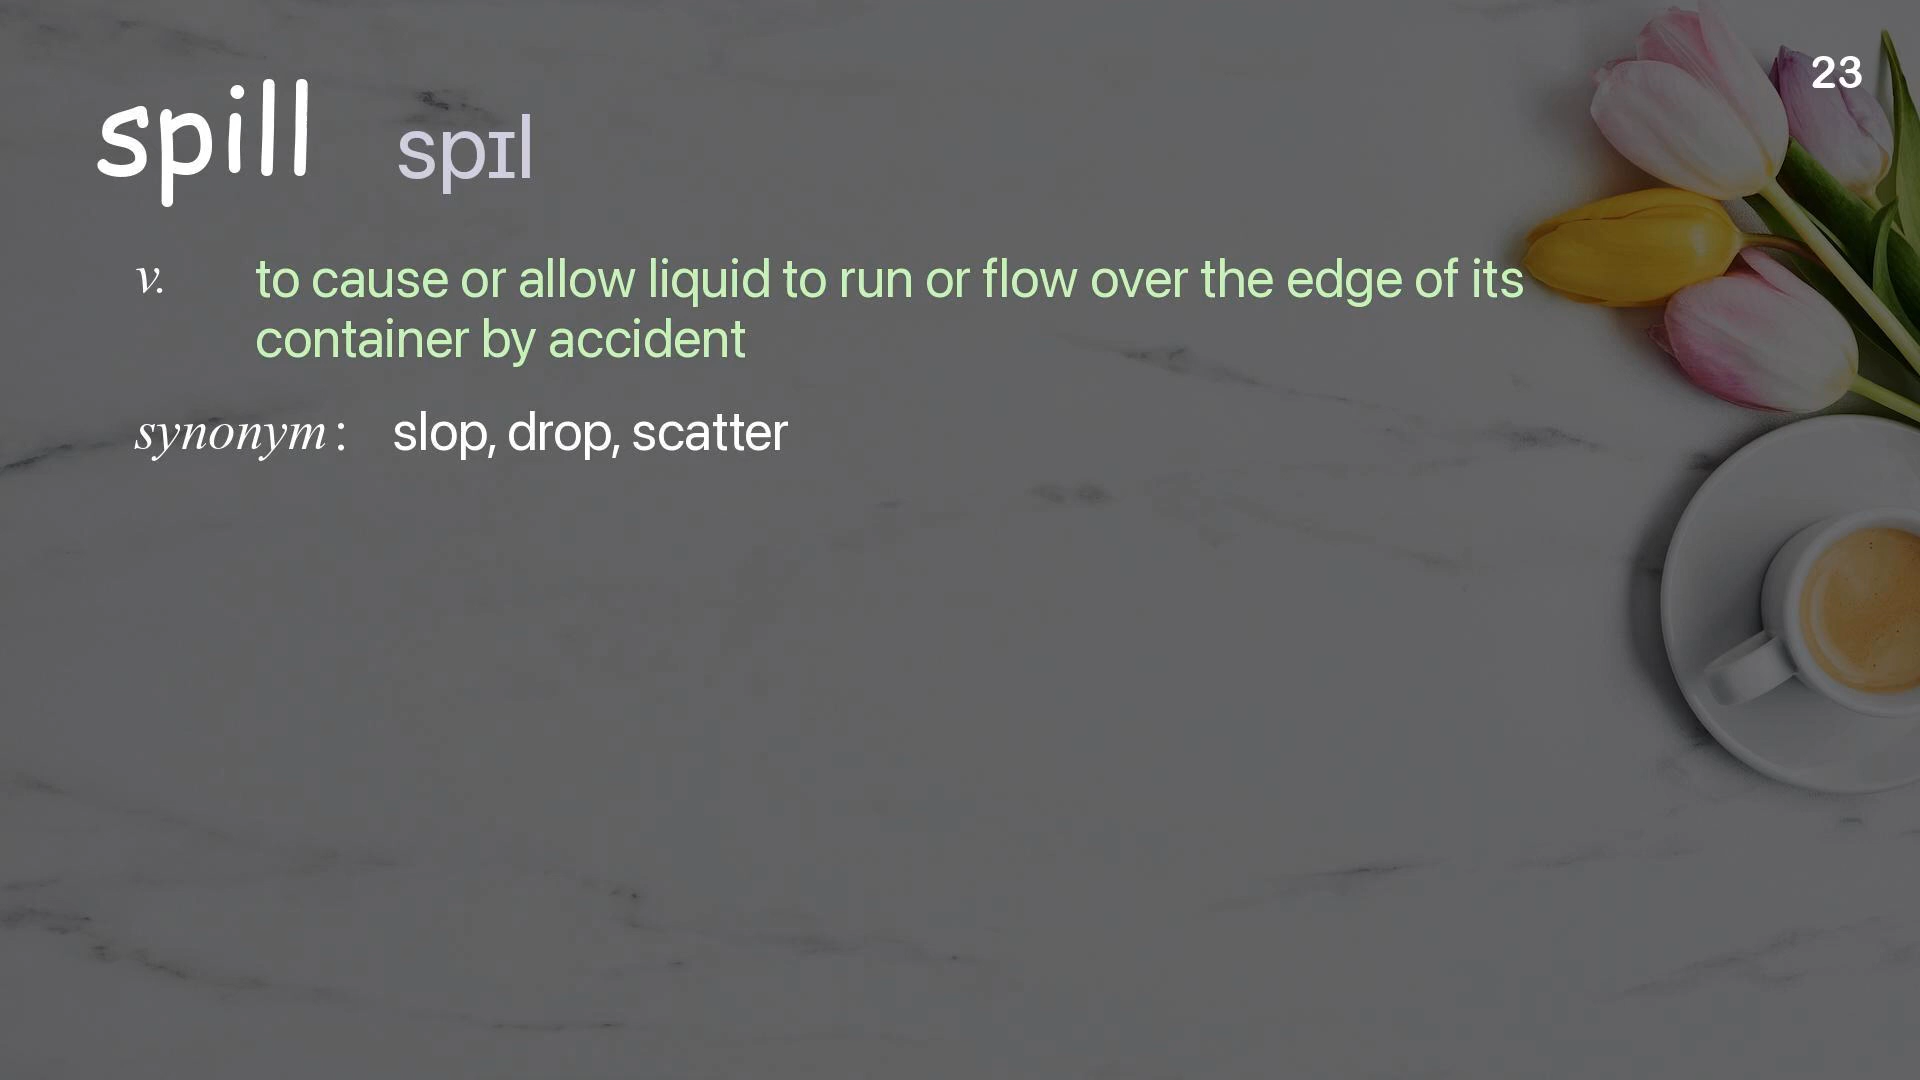 23
spill spɪl
v. to cause or allow liquid to run or flow over the edge of its
container by accident
synonym: slop, drop, scatter